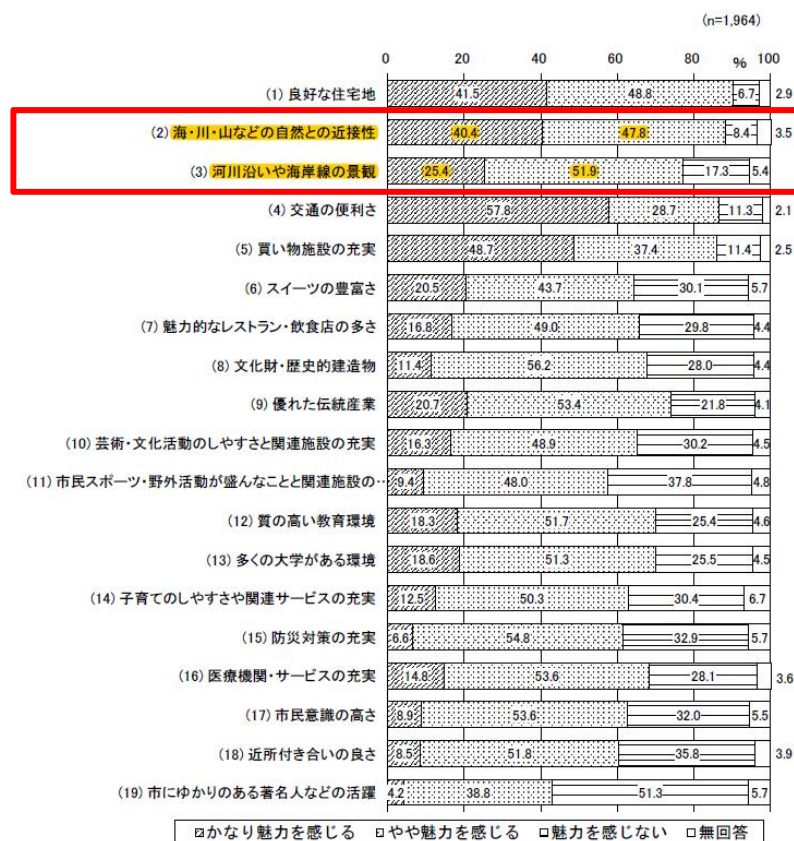 (n=1,964)
0 20 40 60 % 80 100
(1) 良好な住宅地 41.5 48.8 6.7 2.9
(2) 海・川・山などの自然との近接性 40.4 47.8 8.4 3.5
(3) 河川沿いや海岸線の景観 25.4 51.9 17.3 5.4
(4) 交通の便利さ 57.8 28.7 11.3 2.1
(5) 買い物施設の充実 48.7 37.4 11.4 2.5
(6) スイーツの豊富さ 20.5 43.7 30.1 5.7
(7) 魅力的なレストラン・飲食店の多さ 16.8 49.0 29.8 4.4
(8) 文化財・歴史的建造物 11.4 56.2 28.0 4.4
(9) 優れた伝統産業 20.7 53.4 21.8 4.1
(10) 芸術・文化活動のしやすさと関連施設の充実 16.3 48.9 30.2 4.5
(11) 市民スポーツ・野外活動が盛んなことと関連施設の… 9.4 48.0 37.8 4.8
(12) 質の高い教育環境 18.3 51.7 25.4 4.6
(13) 多くの大学がある環境 18.6 51.3 25.5 4.5
(14) 子育てのしやすさや関連サービスの充実 12.5 50.3 30.4 6.7
(15) 防災対策の充実 6.6 54.8 32.9 5.7
(16) 医療機関・サービスの充実 14.8 53.6 28.1 3.6
(17) 市民意識の高さ 8.9 53.6 32.0 5.5
(18) 近所付き合いの良さ 8.5 51.8 35.8 3.9
(19) 市にゆかりのある著名人などの活躍 4.2 38.8 51.3 5.7
かなり魅力を感じる やや魅力を感じる 魅力を感じない 無回答